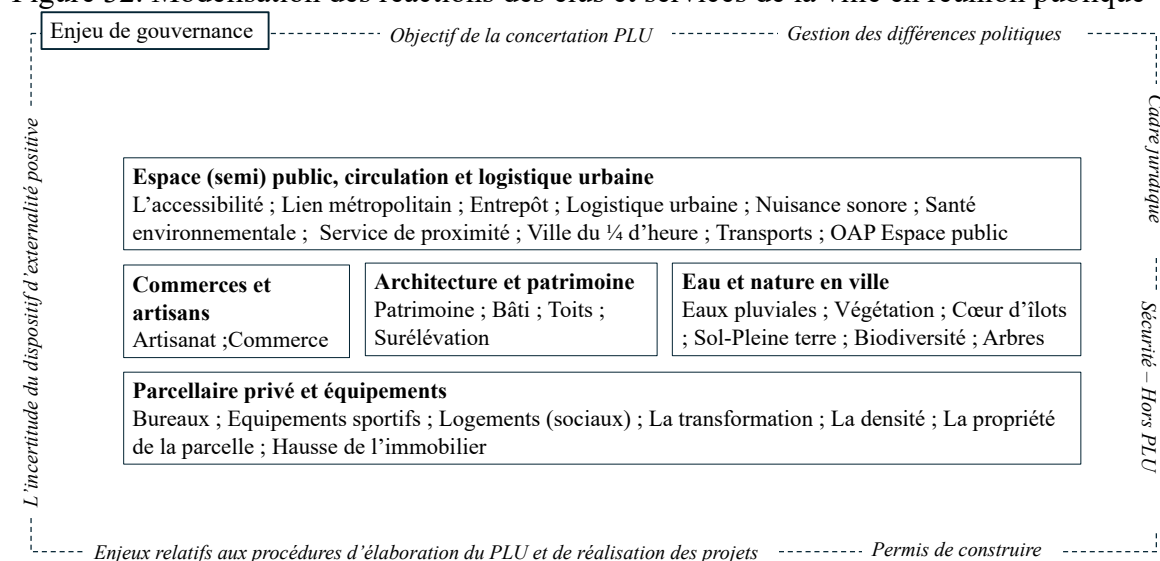 Figure 32. Modélisation des réactions des élus et services de la ville en réunion publique
Enjeu de gouvernance
Objectif de la concertation PLU
Gestion des différences politiques
Cadre juridique
Sécurité – Hors PLU
L'incertitude du dispositif d'externalité positive
Espace (semi) public, circulation et logistique urbaine
L'accessibilité ; Lien métropolitain ; Entrepôt ; Logistique urbaine ; Nuisance sonore ; Santé
environnementale ; Service de proximité ; Ville du ¼ d'heure ; Transports ; OAP Espace public
Commerces et
artisans
Artisanat ;Commerce
Architecture et patrimoine
Patrimoine ; Bâti ; Toits ;
Surélévation
Eau et nature en ville
Eaux pluviales ; Végétation ; Cœur d'îlots
; Sol-Pleine terre ; Biodiversité ; Arbres
Parcellaire privé et équipements
Bureaux ; Equipements sportifs ; Logements (sociaux) ; La transformation ; La densité ; La propriété
de la parcelle ; Hausse de l'immobilier
Enjeux relatifs aux procédures d'élaboration du PLU et de réalisation des projets
Permis de construire